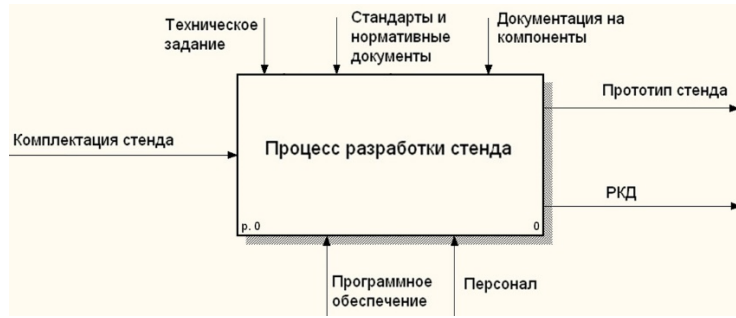 Техническое
задание
Стандарты и
нормативные
документы
Документация на
компоненты
Прототип стенда
Комплектация стенда
Процесс разработки стенда
РКД
р. 0
0
Программное
обеспечение
Персонал